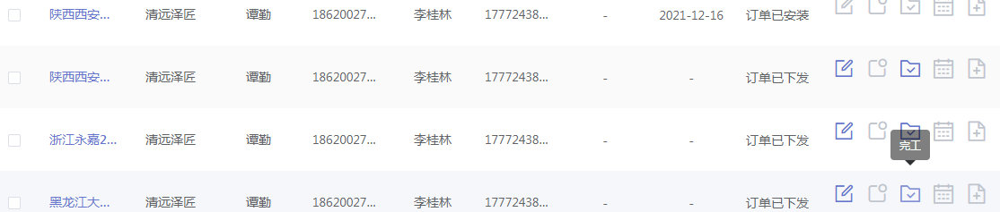 陕西西安... 清远泽匠 谭勤 18620027... 李桂林 17772438... - 2021-12-16 订单已安装
陕西西安... 清远泽匠 谭勤 18620027... 李桂林 17772438... - - 订单已下发
浙江永嘉2... 清远泽匠 谭勤 18620027... 李桂林 17772438... - - 订单已下发
完工
黑龙江大... 清远泽匠 谭勤 18620027... 李桂林 17772438... - - 订单已下发